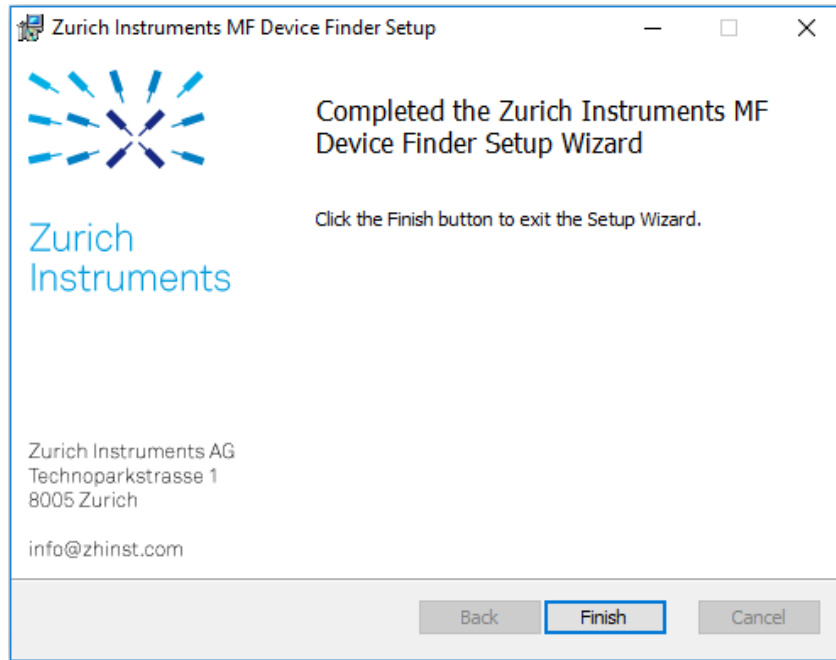 Zurich Instruments MF Device Finder Setup
Completed the Zurich Instruments MF
Device Finder Setup Wizard
Click the Finish button to exit the Setup Wizard.
Zurich
Instruments
Zurich Instruments AG
Technoparkstrasse 1
8005 Zurich
info@zhinst.com
Back
Finish
Cancel